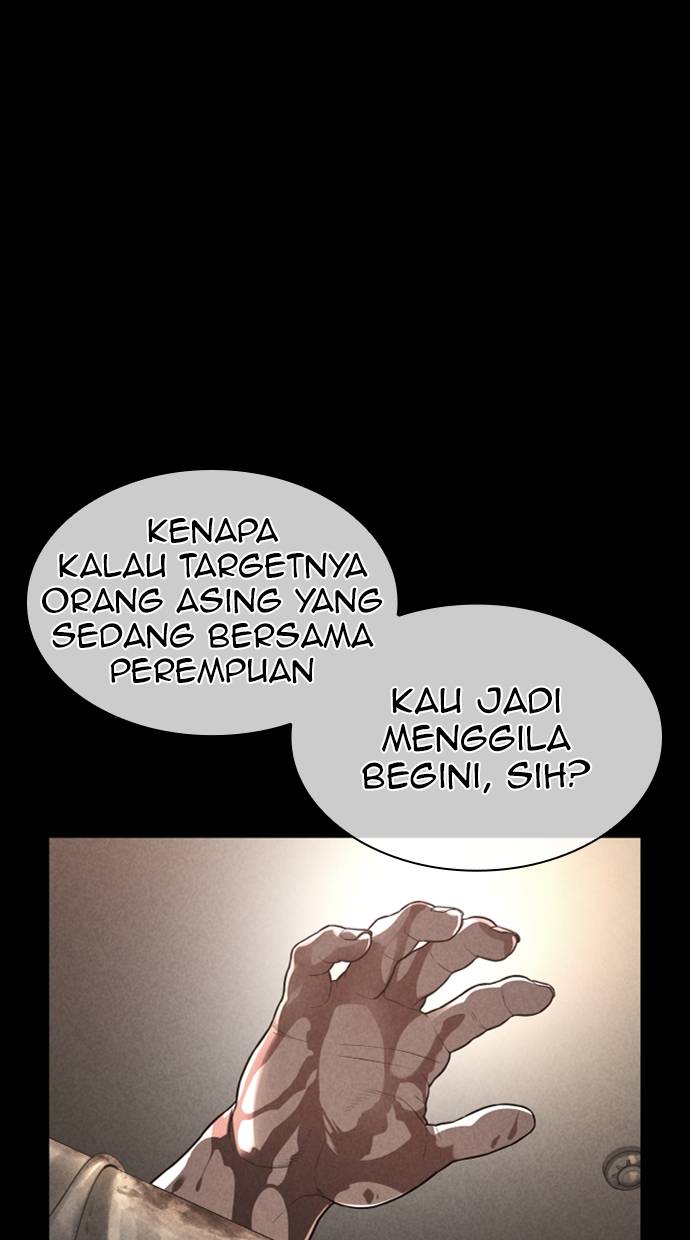 KENAPA
KALAU TARGETNYA
ORANG ASING YANG
SEDANG BERSAMA
PEREMPUAN
KAU JADI
MENGGILA
BEGINI, SIH?